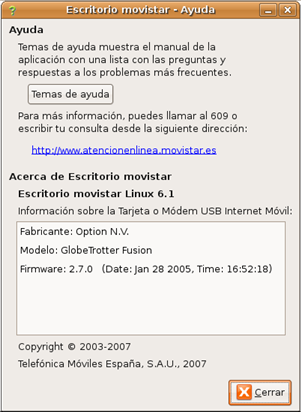 Escritorio movistar - Ayuda
Ayuda
Temas de ayuda muestra el manual de la
aplicación con una lista con las preguntas y
respuestas a los problemas más frecuentes.
Temas de ayuda
Para más información, puedes llamar al 609 o
escribir tu consulta desde la siguiente dirección:
http://www.atencionenlinea.movistar.es
Acerca de Escritorio movistar
Escritorio movistar Linux 6.1
Información sobre la Tarjeta o Módem USB Internet Móvil:
Fabricante: Option N.V.
Modelo: GlobeTrotter Fusion
Firmware: 2.7.0 (Date: Jan 28 2005, Time: 16:52:18)
Copyright © 2003-2007
Telefónica Móviles España, S.A.U., 2007
Cerrar